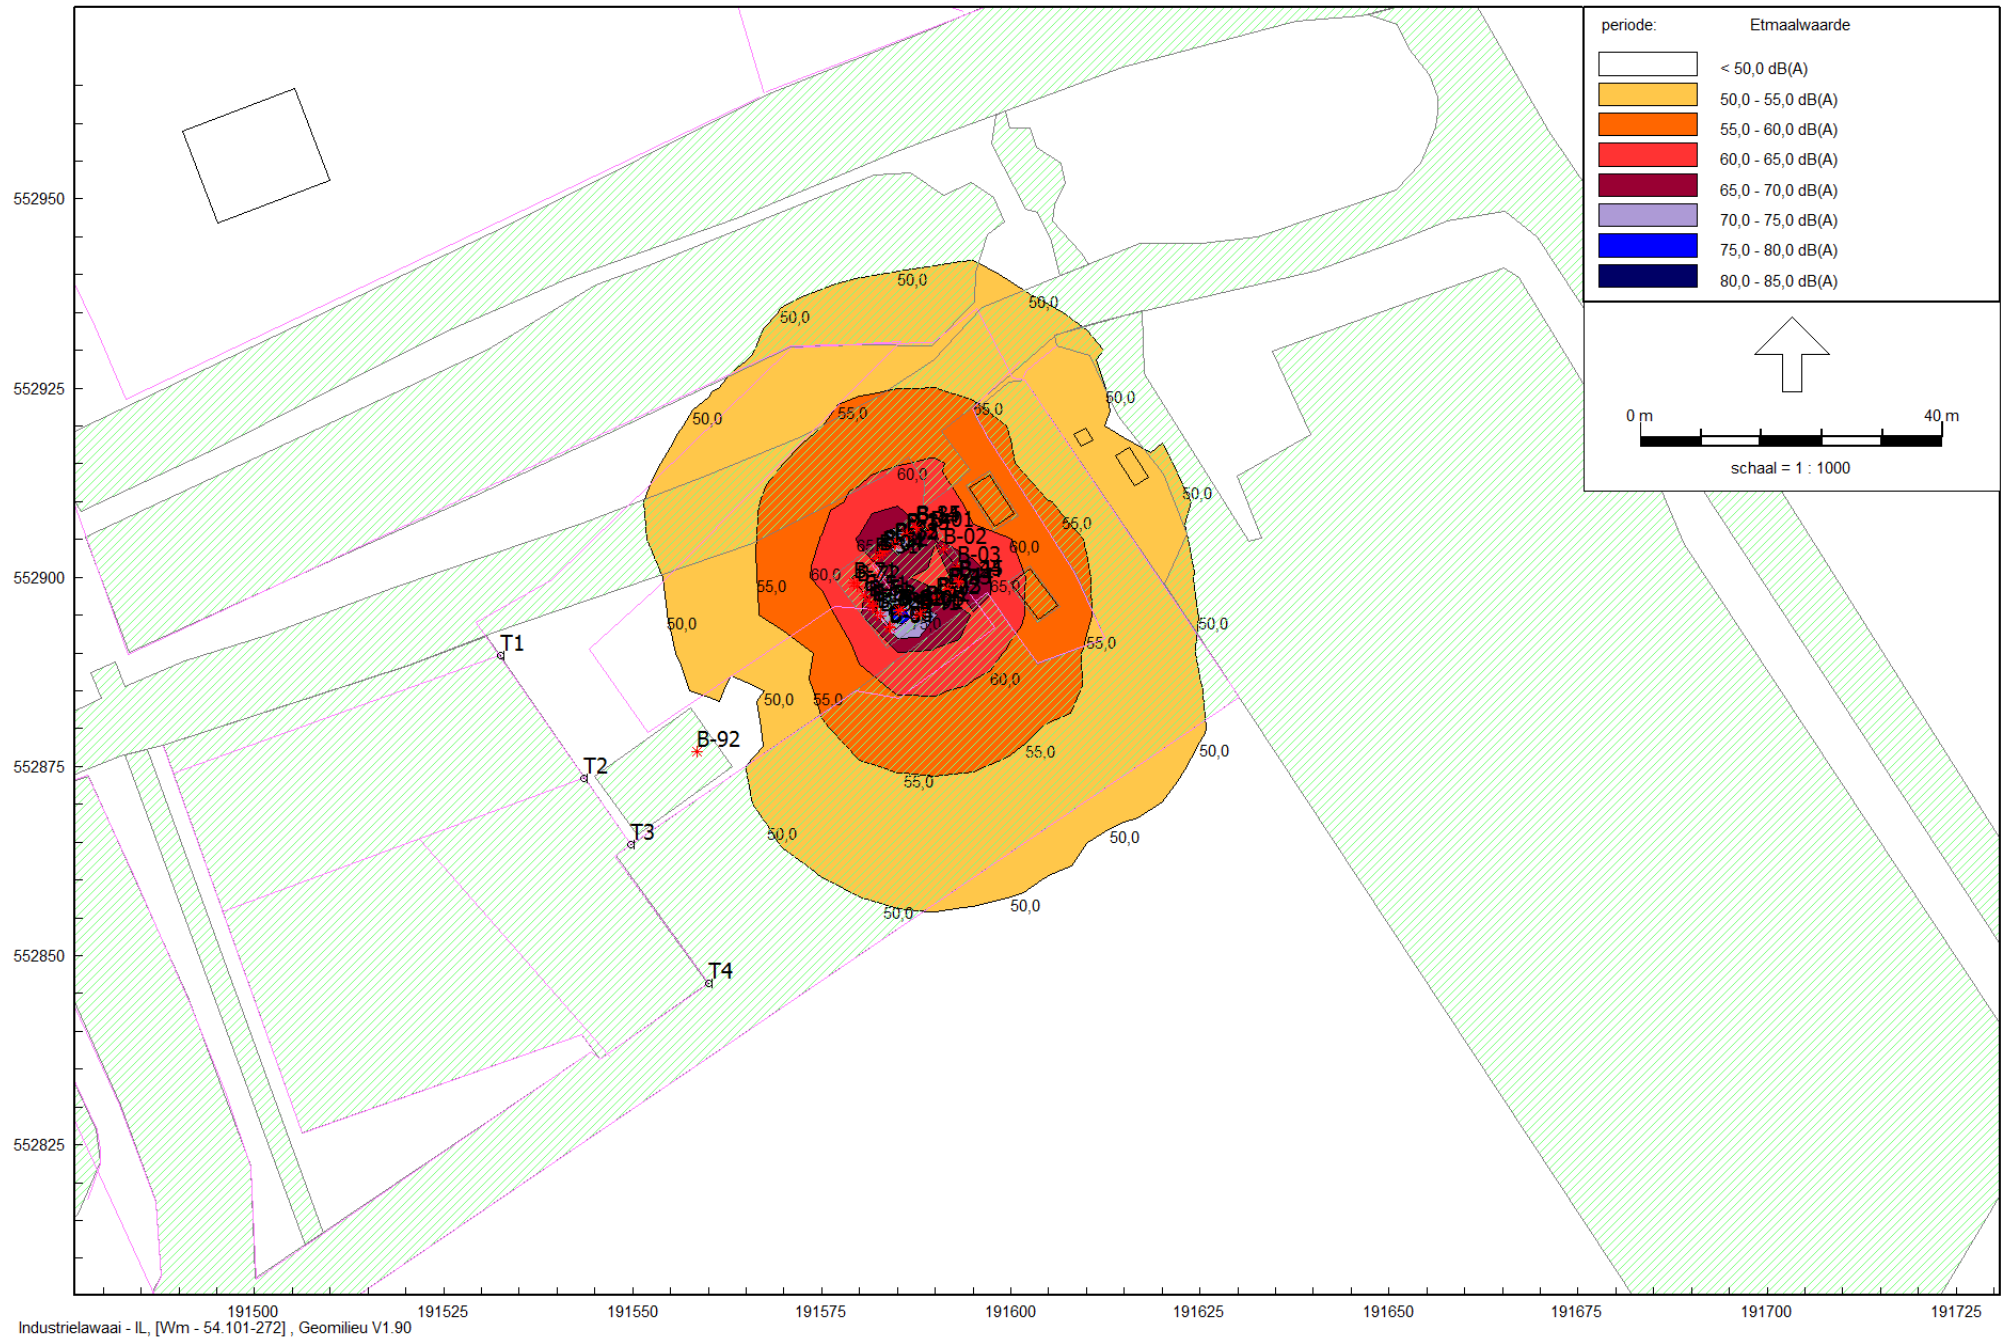 periode: Etmaalwaarde
< 50,0 dB(A)
50,0 - 55,0 dB(A)
55,0 - 60,0 dB(A)
60,0 - 65,0 dB(A)
65,0 - 70,0 dB(A)
70,0 - 75,0 dB(A)
75,0 - 80,0 dB(A)
80,0 - 85,0 dB(A)
0 m 40 m
schaal = 1 : 1000
552950
552925
552900
552875
552850
552825
50,0
50,0
50,0
50,0
50,0
55,0
55,0
60,0
50,0
55,0
B-02
60,0
B-03
60,0
55,0
65,0
50,0
50,0
55,0
75,0
T1
60,0
50,0
55,0
B-92
50,0
55,0
T2
55,0
T3
50,0
50,0
50,0
50,0
T4
191500 191525 191550 191575 191600 191625 191650 191675 191700 191725
Industrielawaai - IL, [Wm - 54.101-272] , Geomilieu V1.90